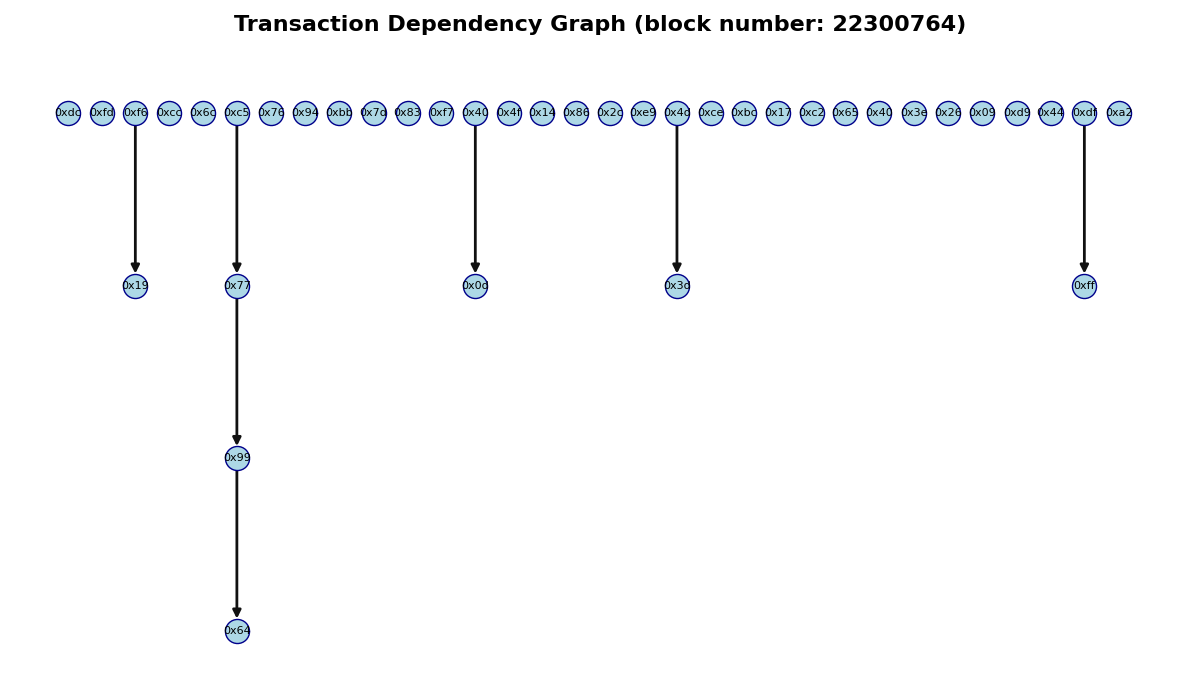 Transaction Dependency Graph (block number: 22300764)
0xdc 0xfd 0xf6 0xcc 0x6c 0xc5 0x76 0x94 0xbb 0x7d 0x83 0xf7 0x40 0x4f 0x14 0x86 0x2c 0xe9 0x4d 0xce 0xbc 0x17 0xc2 0x65 0x40 0x3e 0x26 0x09 0xd9 0x44 0xdf 0xa2
0x19 0x77 0x0d 0x3d 0xff
0x99
0x64